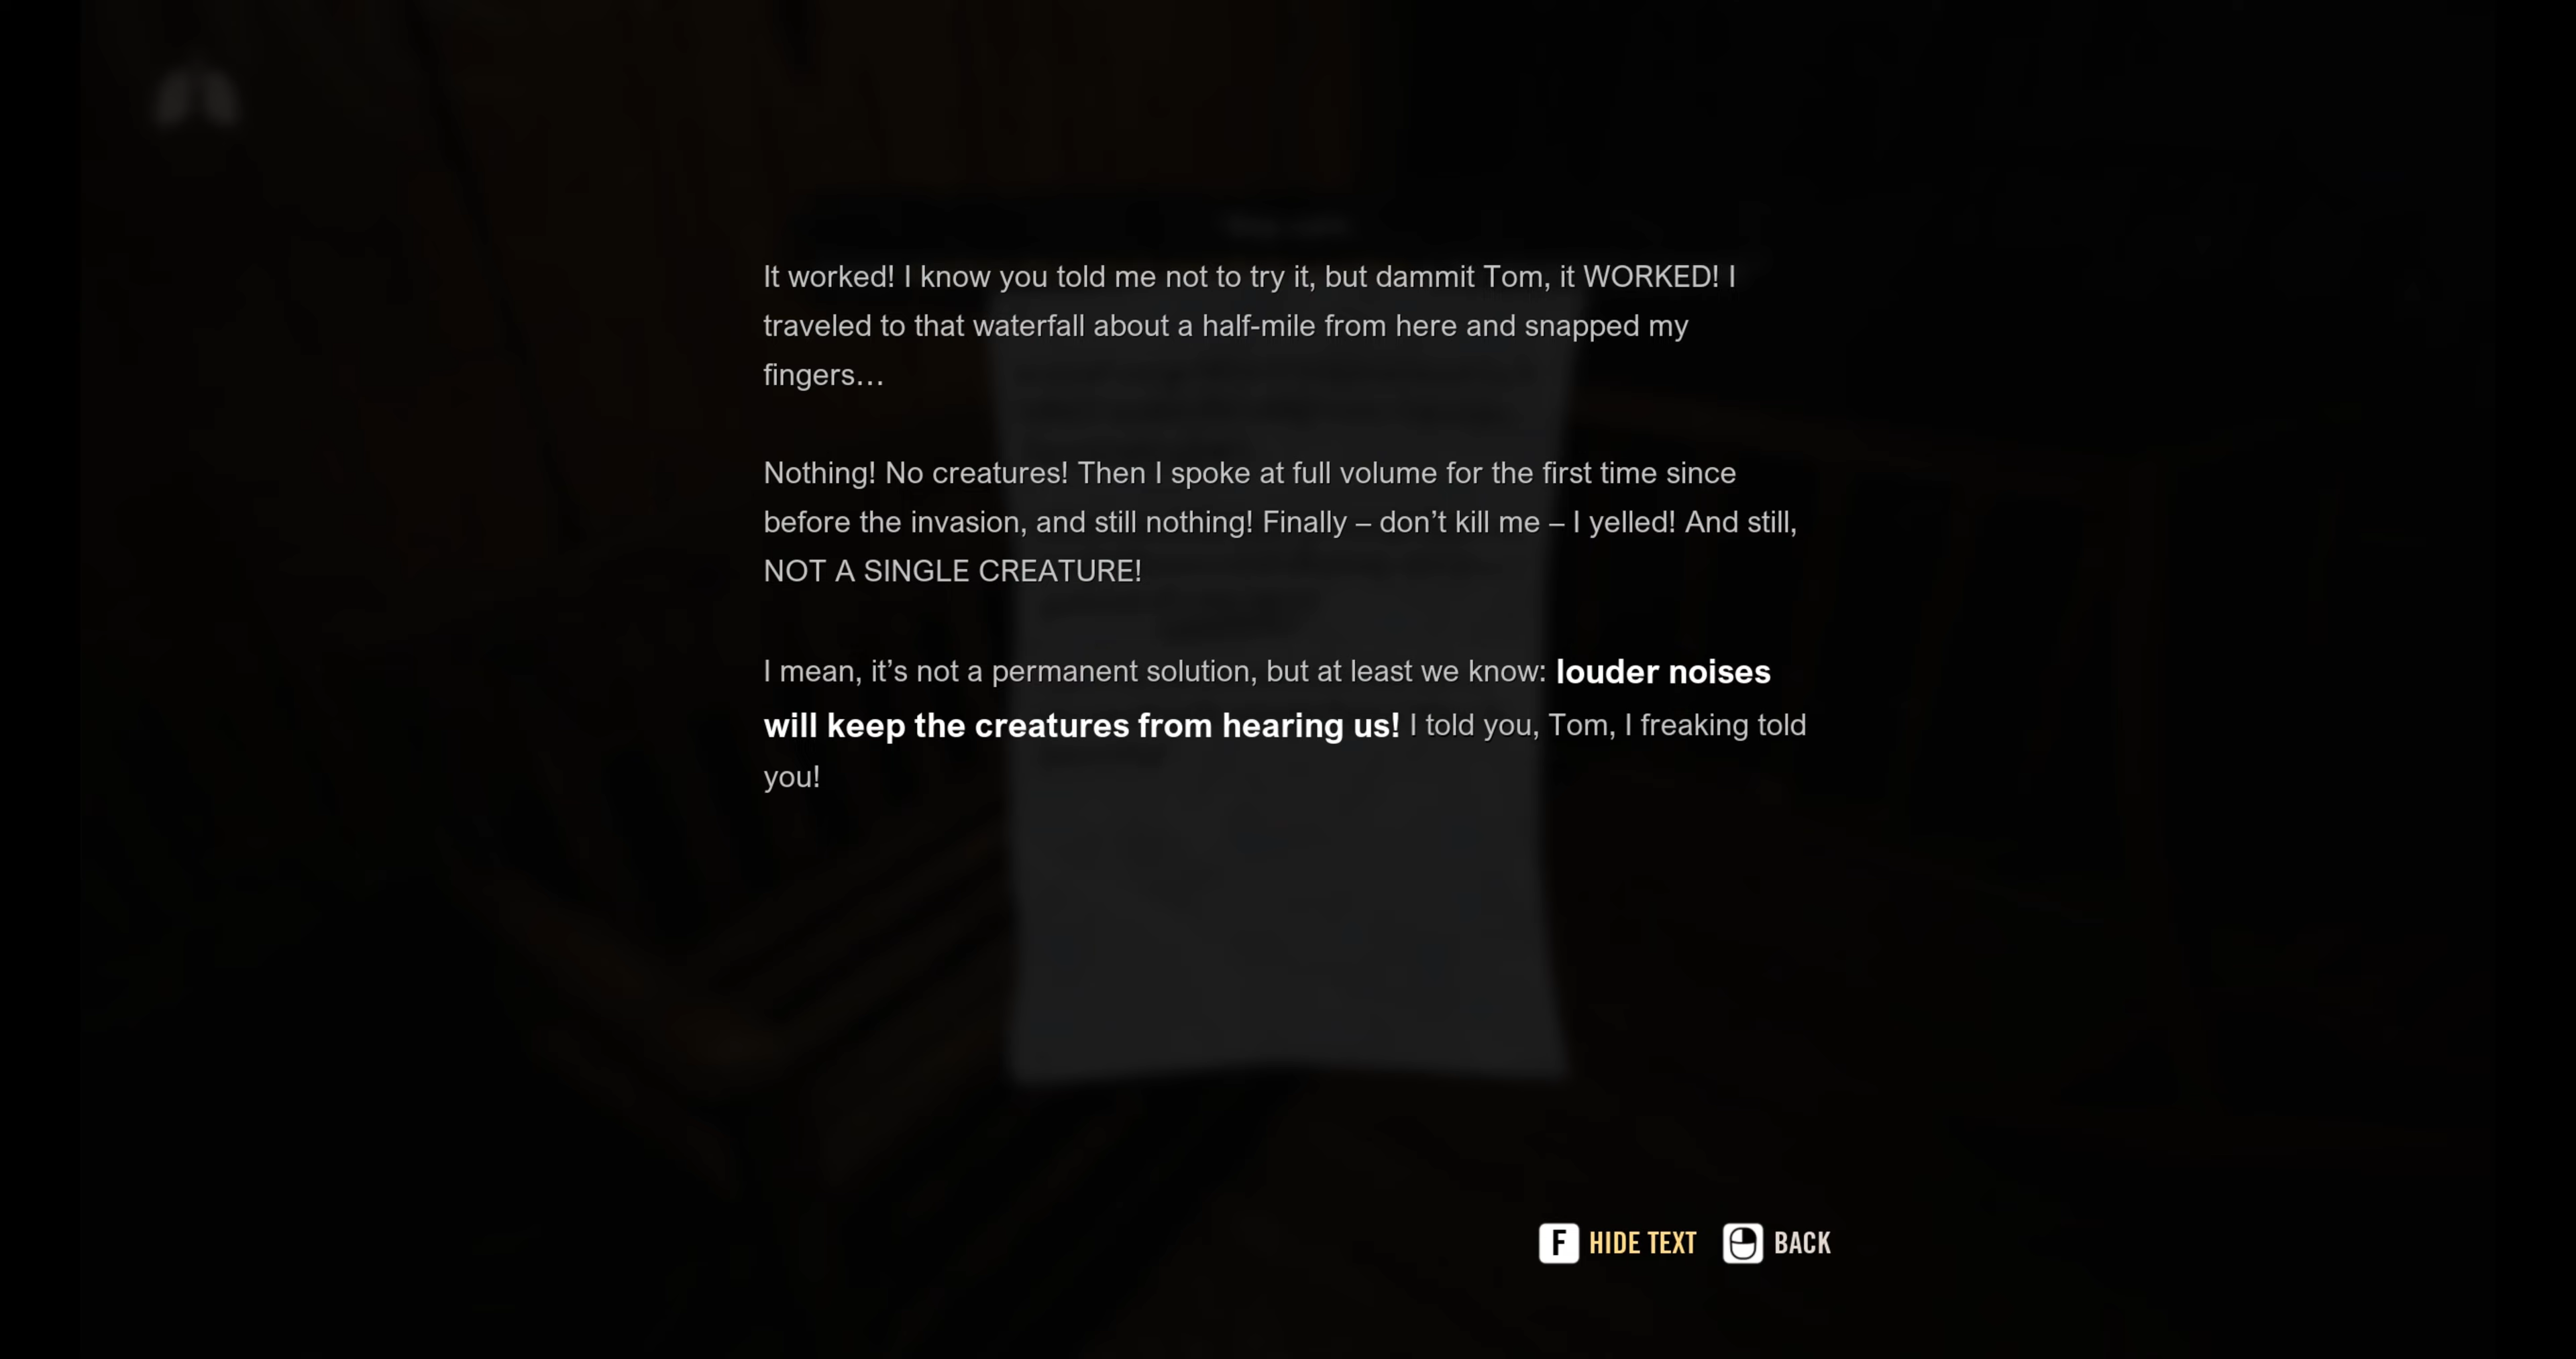 It worked! I know you told me not to try it, but dammit Tom, it WORKED! I
traveled to that waterfall about a half-mile from here and snapped my
fingers…
Nothing! No creatures! Then I spoke at full volume for the first time since
before the invasion, and still nothing! Finally – don’t kill me – I yelled! And still,
NOT A SINGLE CREATURE!
I mean, it’s not a permanent solution, but at least we know: louder noises
will keep the creatures from hearing us! I told you, Tom, I freaking told
you!
F HIDE TEXT BACK